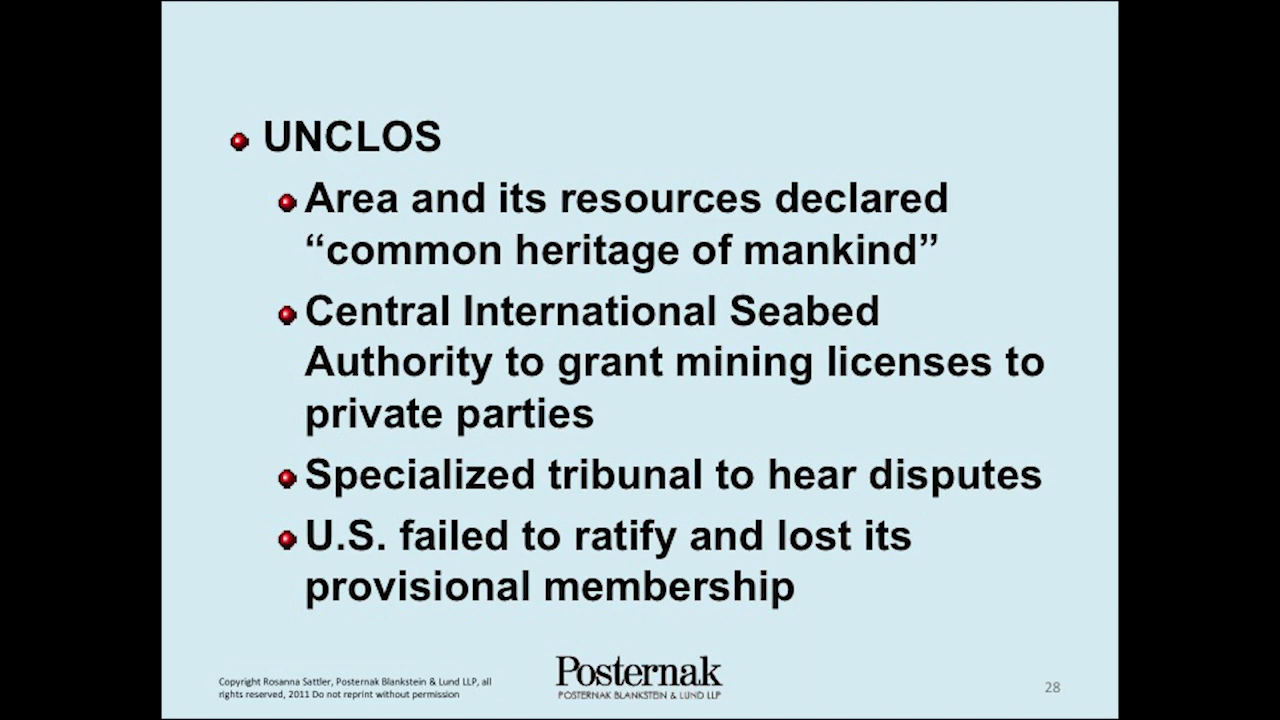 UNCLOS
Area and its resources declared
“common heritage of mankind”
Central International Seabed
Authority to grant mining licenses to
private parties
Specialized tribunal to hear disputes
U.S. failed to ratify and lost its
provisional membership
Copyright Rosanna Sattler, Posternak Blankstein & Lund LLP, all
rights reserved, 2011 Do not reprint without permission
Posternak
POSTERNAK BLANKSTEIN & LUND LLP
28